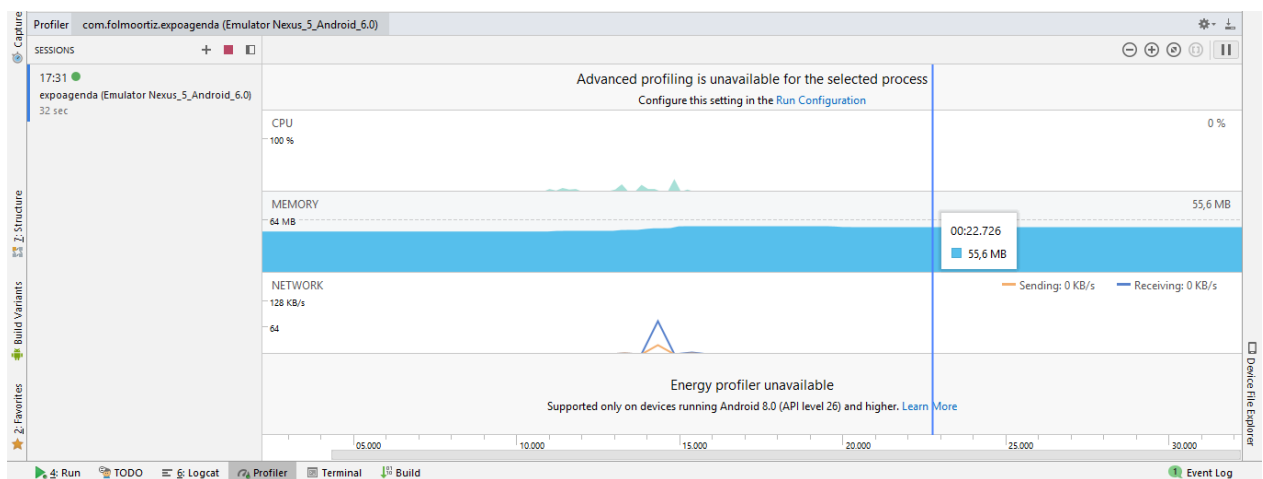 Capture
Profiler com.folmoortiz.expoagenda (Emulator Nexus_5_Android_6.0)
SESSIONS
17:31
expoagenda (Emulator Nexus_5_Android_6.0)
32 sec
Advanced profiling is unavailable for the selected process
Configure this setting in the Run Configuration
CPU 0 %
100 %
MEMORY 55,6 MB
64 MB
00:22.726
55,6 MB
NETWORK Sending: 0 KB/s Receiving: 0 KB/s
128 KB/s
64
Energy profiler unavailable
Supported only on devices running Android 8.0 (API level 26) and higher. Learn More
05.000 10.000 15.000 20.000 25.000 30.000
Z: Structure
Build Variants
2: Favorites
Device File Explorer
4: Run TODO 6: Logcat Profiler Terminal Build 1 Event Log